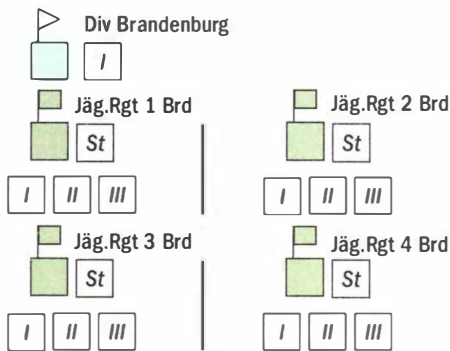 Div Brandenburg
I
Jäg.Rgt 1 Brd
St
I II III
Jäg.Rgt 2 Brd
St
I II III
Jäg.Rgt 3 Brd
St
I II III
Jäg.Rgt 4 Brd
St
I II III